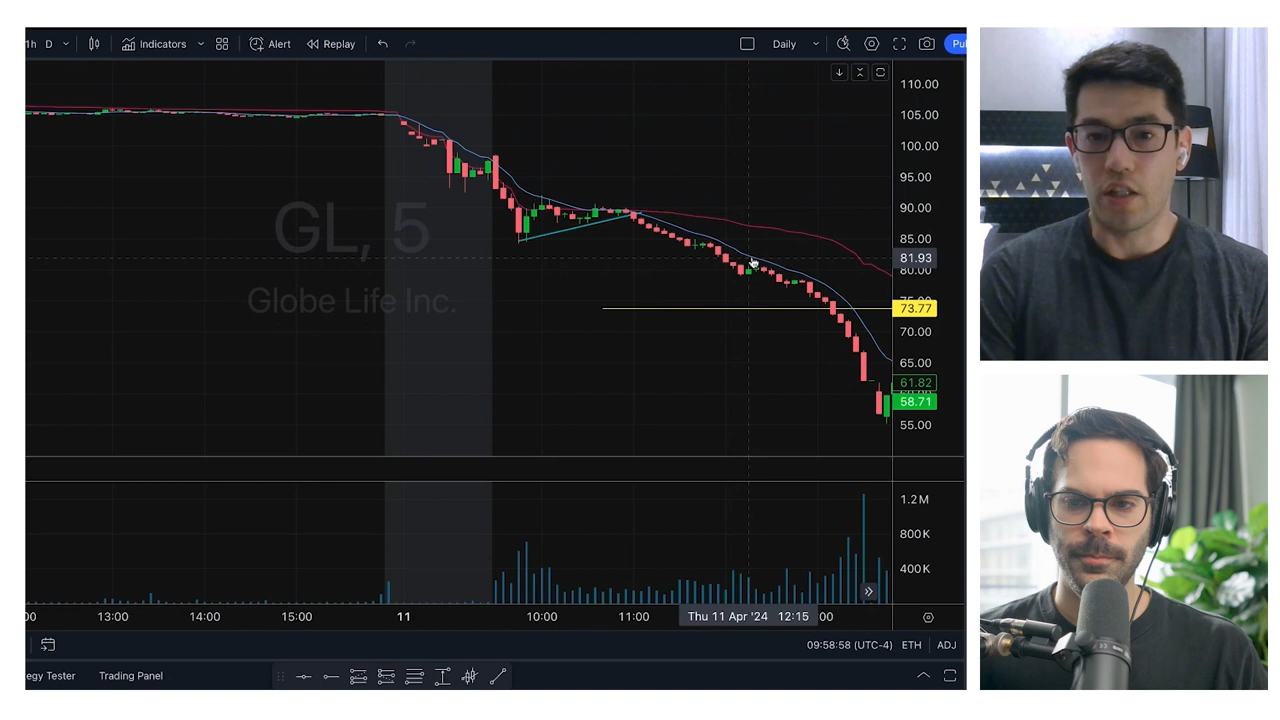 1h D Indicators Alert Replay Daily Pul
110.00
105.00
100.00
95.00
90.00
85.00
81.93
80.00
73.77
70.00
65.00
61.82
58.71
55.00
GL, 5
Globe Life Inc.
1.2M
800K
400K
00 13:00 14:00 15:00 11 10:00 11:00 Thu 11 Apr '24 12:15 00
09:58:58 (UTC-4) ETH ADJ
egy Tester Trading Panel